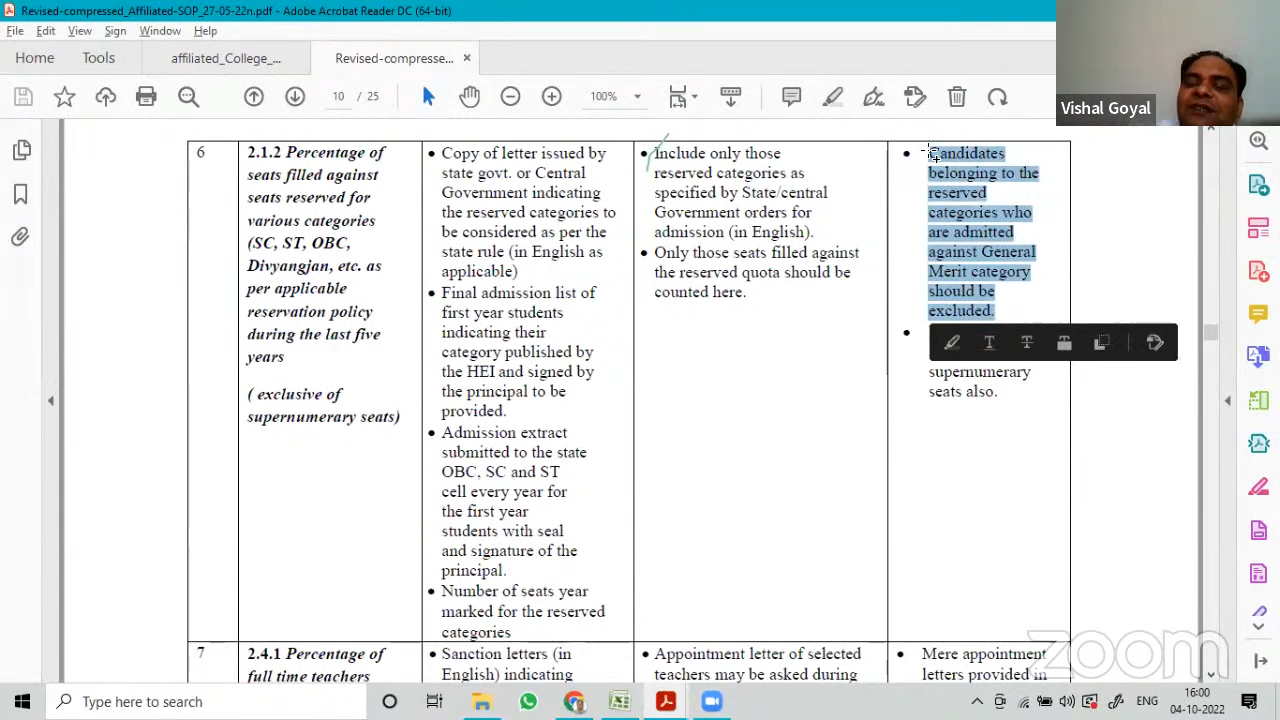 Revised-compressed_Affiliated-SOP_27-05-22n.pdf - Adobe Acrobat Reader DC (64-bit)
File Edit View Sign Window Help
Home Tools affiliated_College_... Revised-compresse... ×
10 / 25 100%
Vishal Goyal
6
2.1.2 Percentage of
seats filled against
seats reserved for
various categories
(SC, ST, OBC,
Divyangjan, etc. as
per applicable
reservation policy
during the last five
years
( exclusive of
supernumerary seats)
• Copy of letter issued by
state govt. or Central
Government indicating
the reserved categories to
be considered as per the
state rule (in English as
applicable)
• Final admission list of
first year students
indicating their
category published by
the HEI and signed by
the principal to be
provided.
• Admission extract
submitted to the state
OBC, SC and ST
cell every year for
the first year
students with seal
and signature of the
principal.
• Number of seats year
marked for the reserved
categories
• Include only those
reserved categories as
specified by State/central
Government orders for
admission (in English).
• Only those seats filled against
the reserved quota should be
counted here.
• Candidates
belonging to the
reserved
categories who
are admitted
against General
Merit category
should be
excluded.
•
supernumerary
seats also.
7
2.4.1 Percentage of
full time teachers
• Sanction letters (in
English) indicating
• Appointment letter of selected
teachers may be asked during
• Mere appointment
letters provided in
zoom
Type here to search
ENG
16:00
04-10-2022